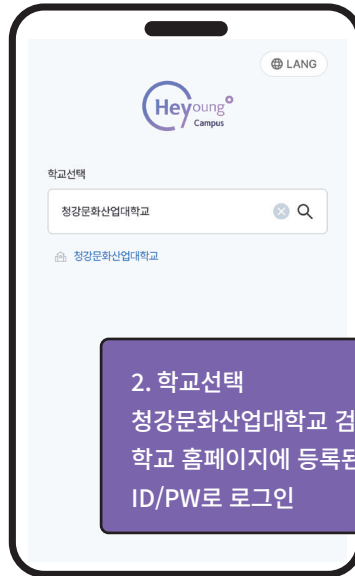 LANG
Heyoung
Campus
학교선택
청강문화산업대학교
청강문화산업대학교
2. 학교선택
청강문화산업대학교 검
학교 홈페이지에 등록된
ID/PW로 로그인